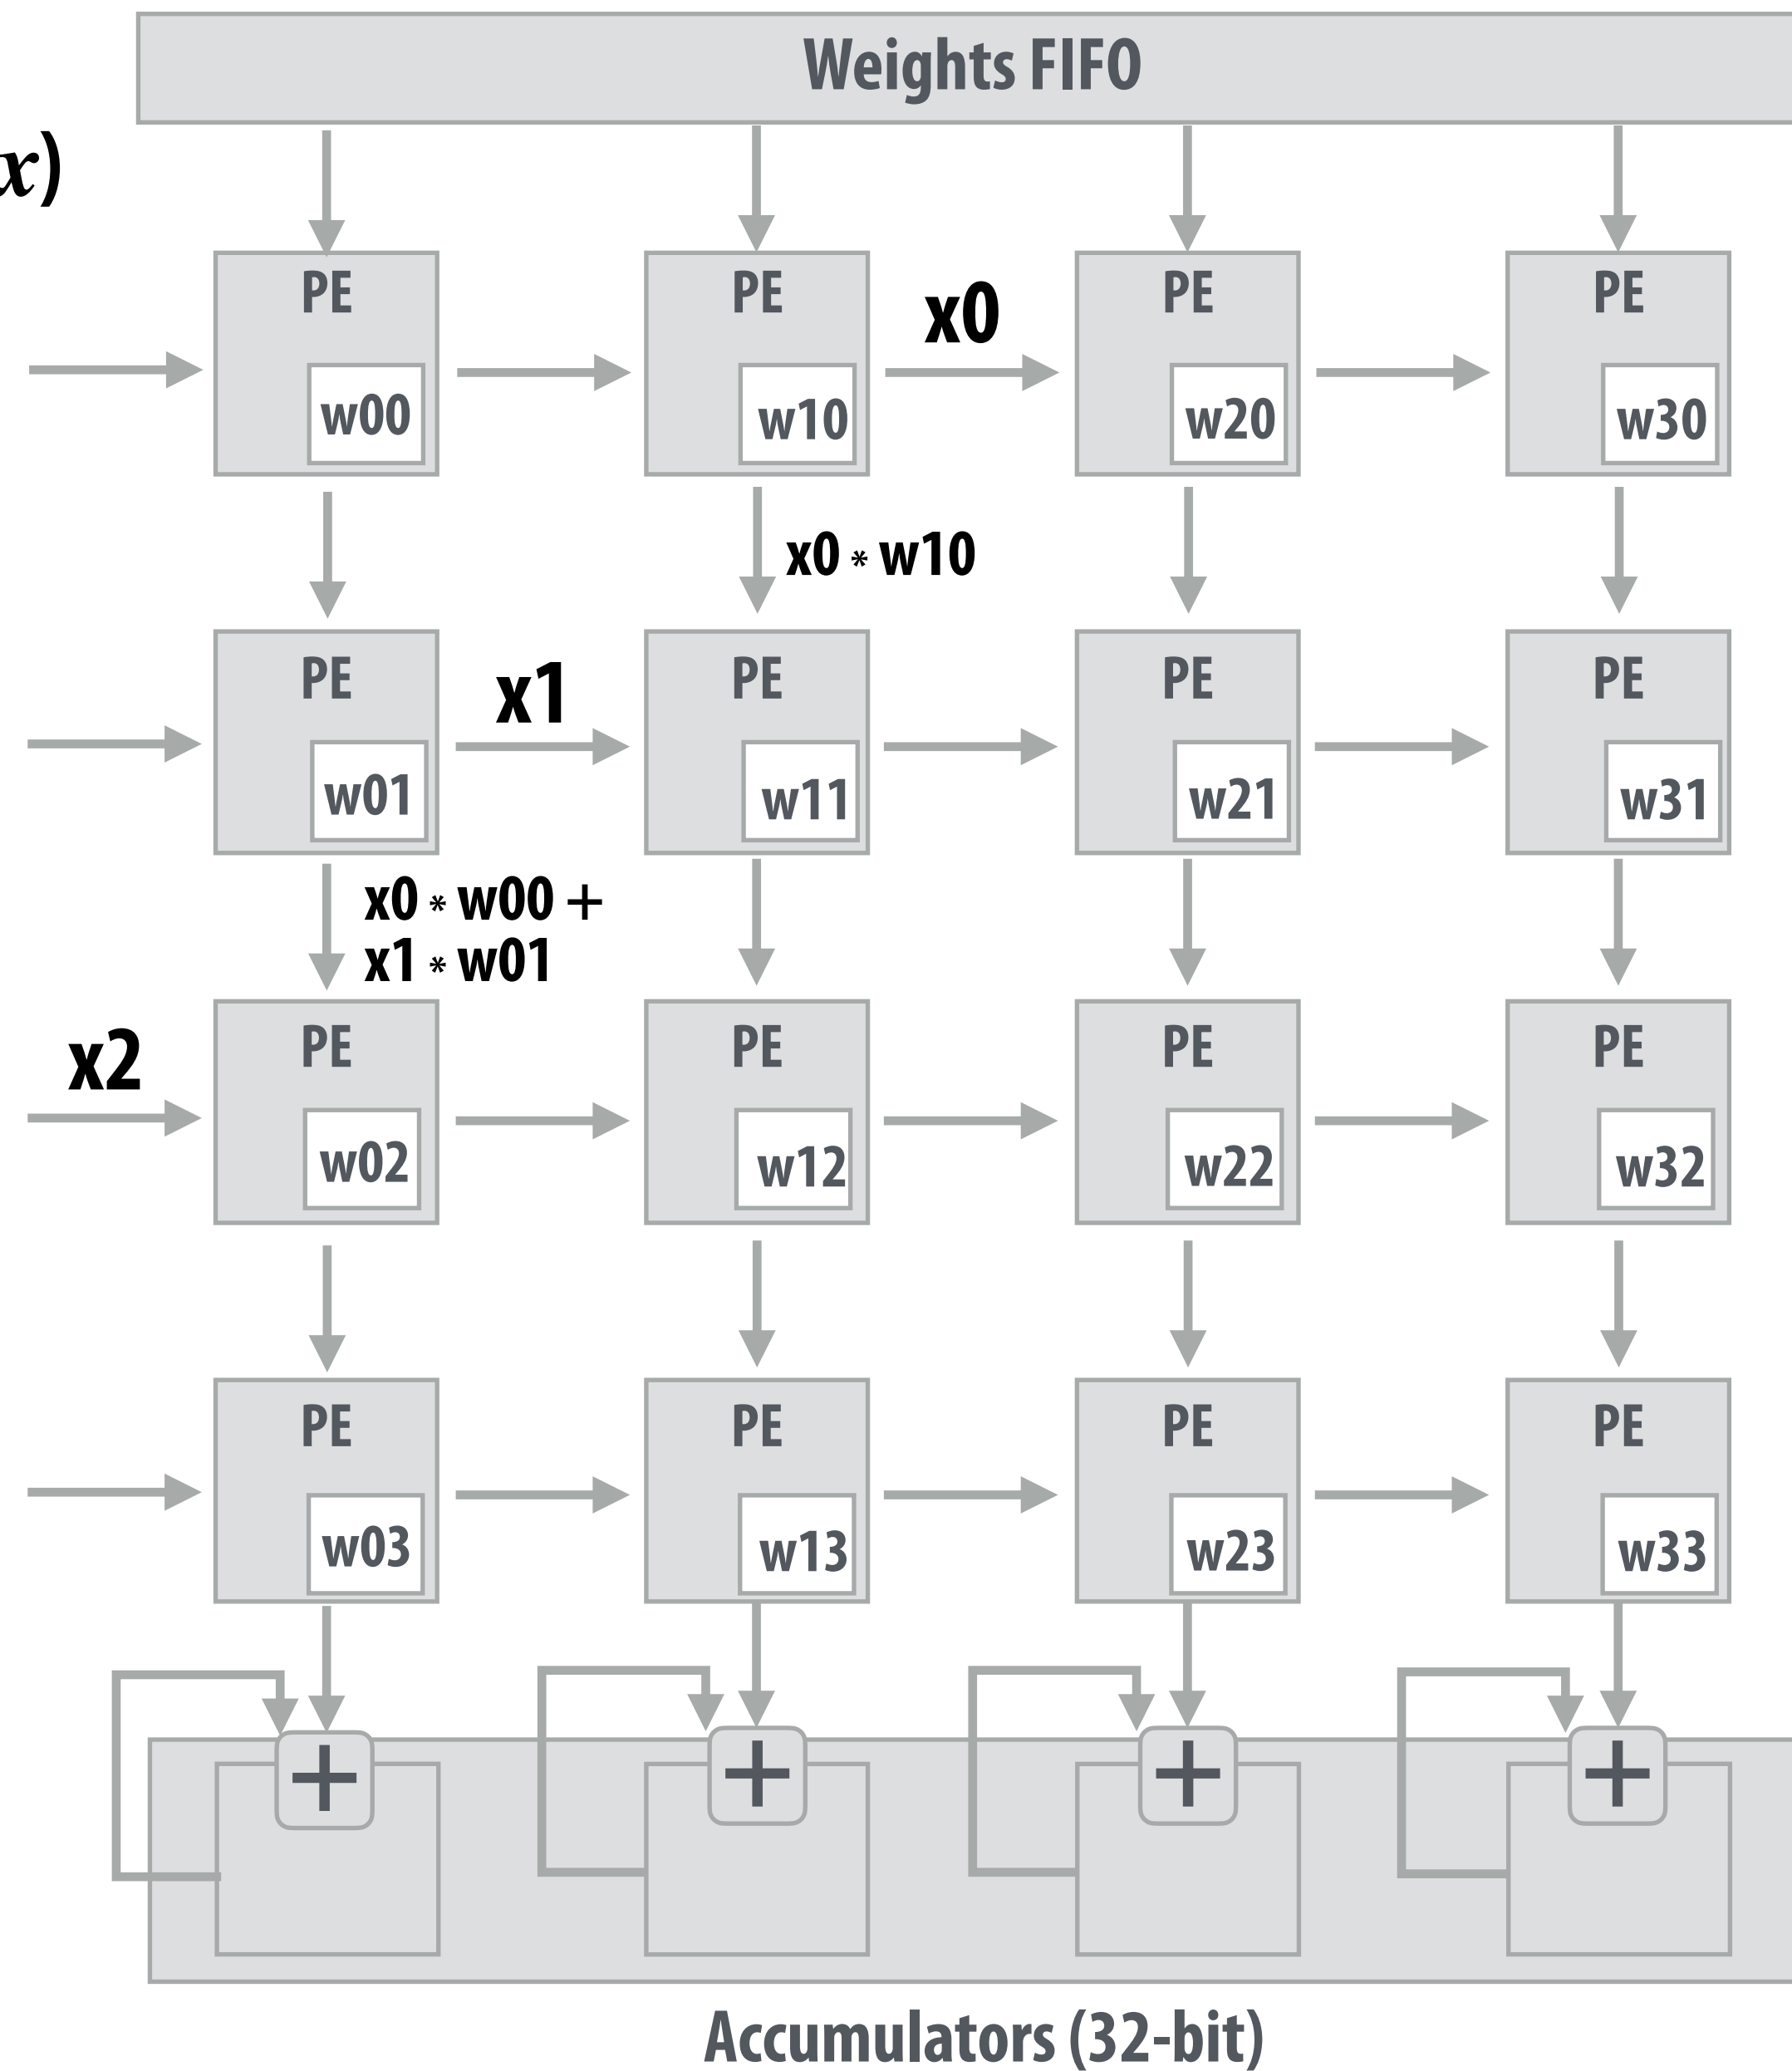 Weights FIFO
x)
PE PE PE PE
x0
w00 w10 w20 w30
x0 * w10
PE PE PE PE
x1
w01 w11 w21 w31
x0 * w00 +
x1 * w01
PE PE PE PE
x2
w02 w12 w22 w32
PE PE PE PE
w03 w13 w23 w33
+ + + +
Accumulators (32-bit)